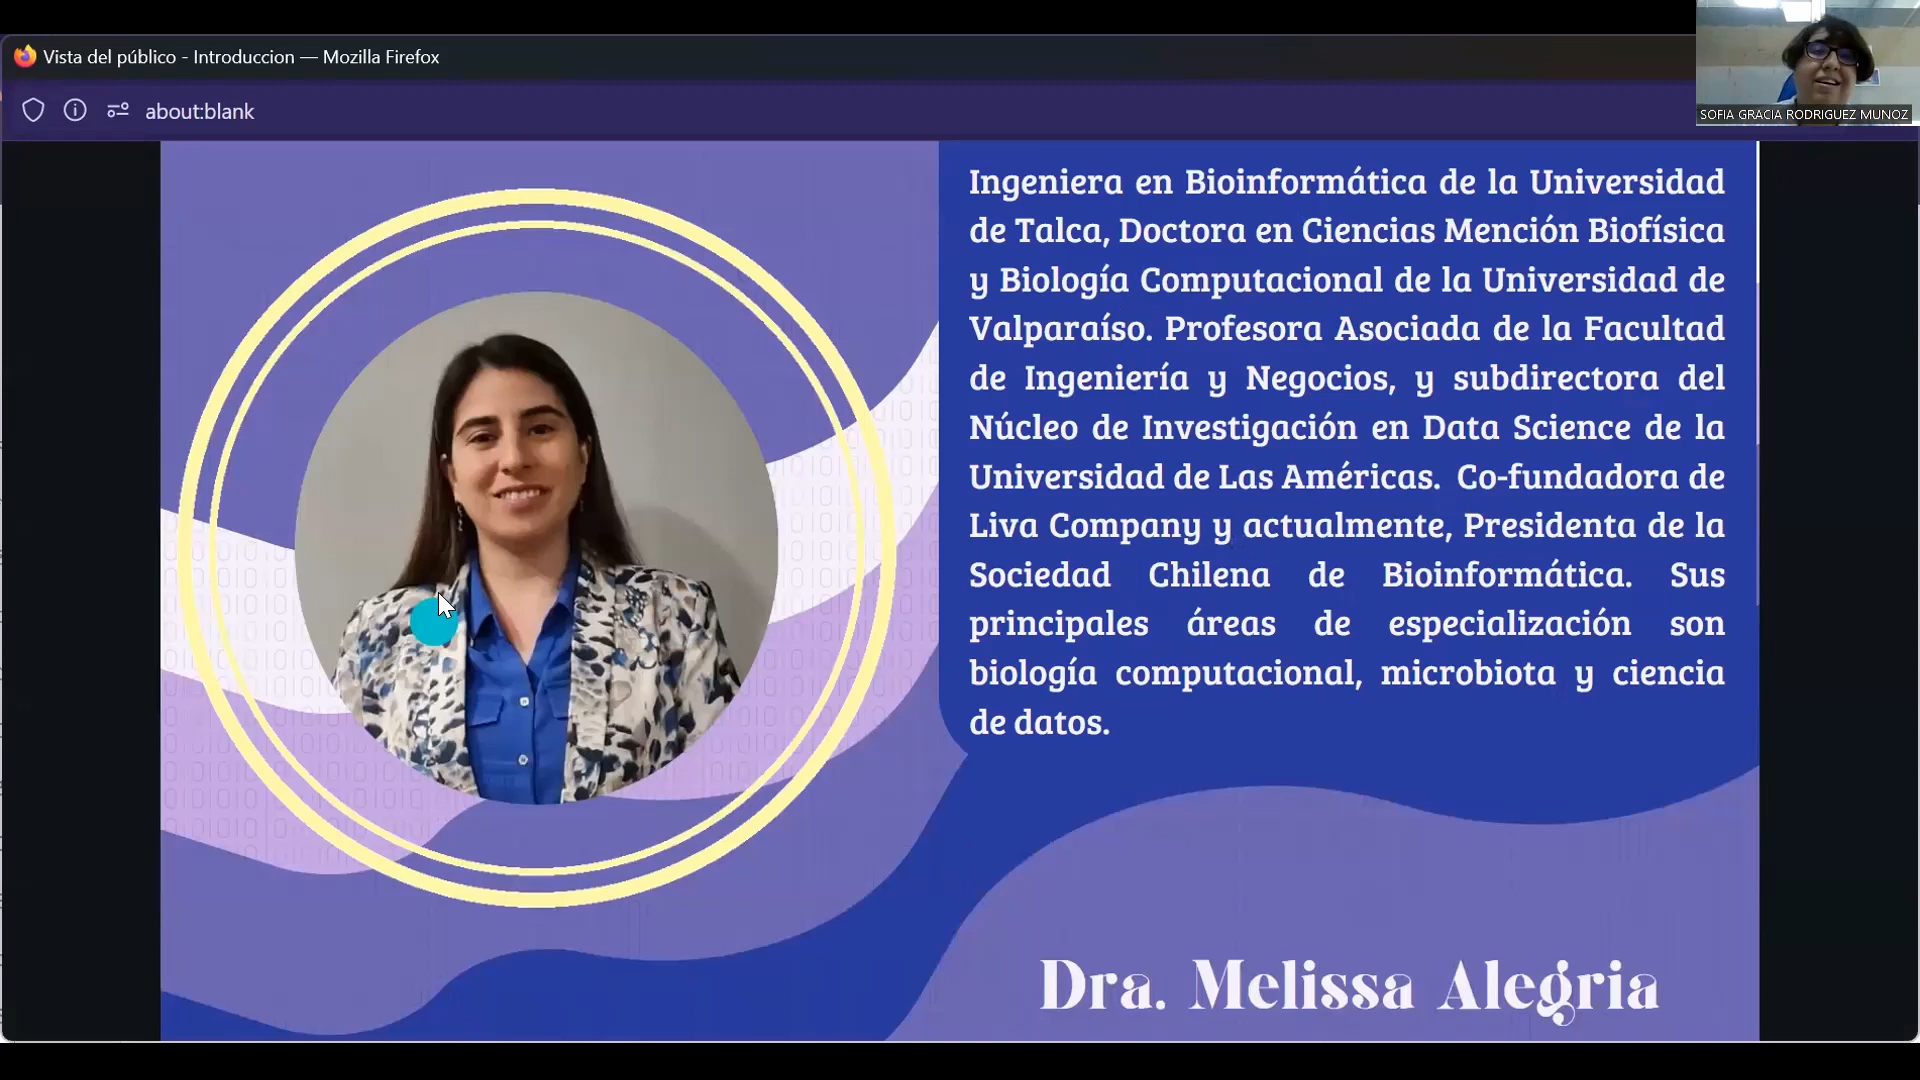 Vista del público - Introduccion — Mozilla Firefox
about:blank
SOFIA GRACIA RODRIGUEZ MUNOZ
Ingeniera en Bioinformática de la Universidad
de Talca, Doctora en Ciencias Mención Biofísica
y Biología Computacional de la Universidad de
Valparaíso. Profesora Asociada de la Facultad
de Ingeniería y Negocios, y subdirectora del
Núcleo de Investigación en Data Science de la
Universidad de Las Américas. Co-fundadora de
Liva Company y actualmente, Presidenta de la
Sociedad Chilena de Bioinformática. Sus
principales áreas de especialización son
biología computacional, microbiota y ciencia
de datos.
Dra. Melissa Alegria